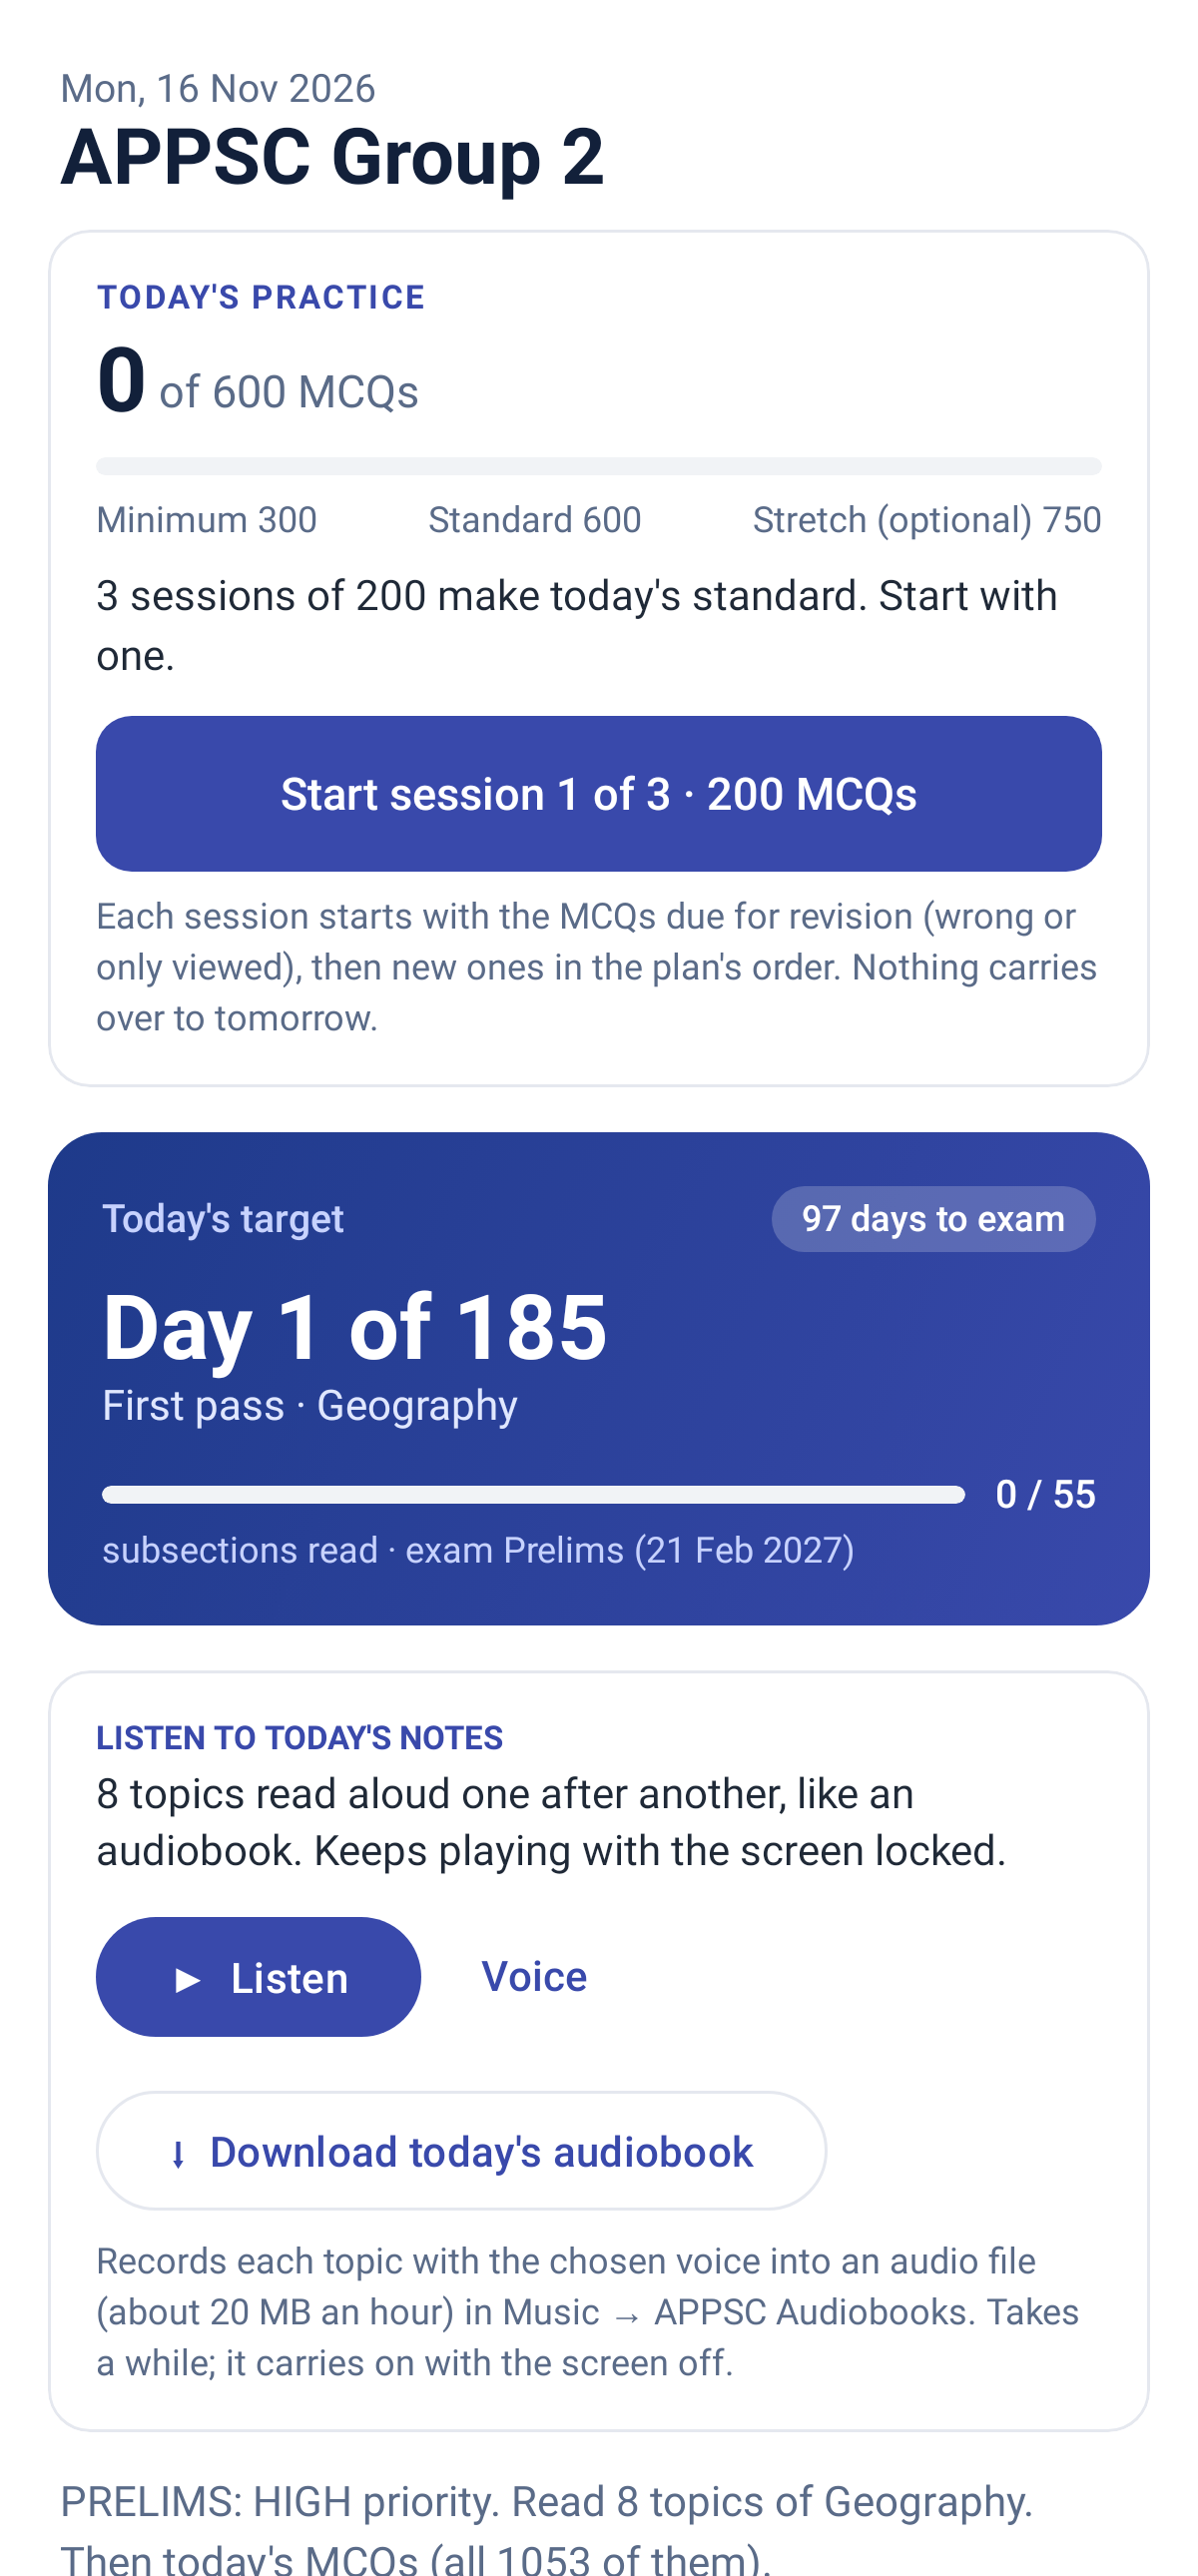 Mon, 16 Nov 2026
APPSC Group 2
TODAY'S PRACTICE
0 of 600 MCQs
Minimum 300 Standard 600 Stretch (optional) 750
3 sessions of 200 make today's standard. Start with
one.
Start session 1 of 3 · 200 MCQs
Each session starts with the MCQs due for revision (wrong or
only viewed), then new ones in the plan's order. Nothing carries
over to tomorrow.
Today's target 97 days to exam
Day 1 of 185
First pass · Geography
0 / 55
subsections read · exam Prelims (21 Feb 2027)
LISTEN TO TODAY'S NOTES
8 topics read aloud one after another, like an
audiobook. Keeps playing with the screen locked.
► Listen Voice
↓ Download today's audiobook
Records each topic with the chosen voice into an audio file
(about 20 MB an hour) in Music → APPSC Audiobooks. Takes
a while; it carries on with the screen off.
PRELIMS: HIGH priority. Read 8 topics of Geography.
Then today's MCQs (all 1053 of them).